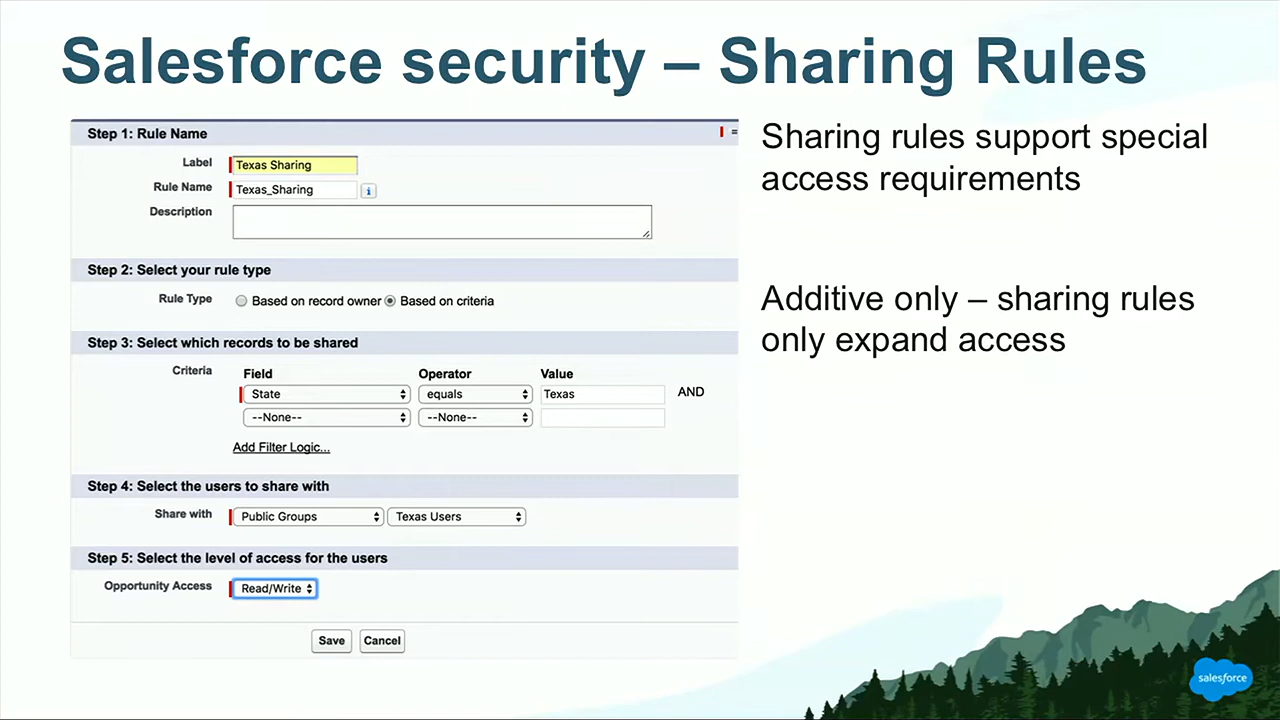 Salesforce security – Sharing Rules
Step 1: Rule Name
=
Label
Texas Sharing
Rule Name
Texas_Sharing
i
Description
Step 2: Select your rule type
Rule Type
Based on record owner
Based on criteria
Step 3: Select which records to be shared
Criteria
Field
Operator
Value
State
equals
Texas
AND
--None--
--None--
Add Filter Logic...
Step 4: Select the users to share with
Share with
Public Groups
Texas Users
Step 5: Select the level of access for the users
Opportunity Access
Read/Write
Save
Cancel
Sharing rules support special
access requirements
Additive only – sharing rules
only expand access
salesforce